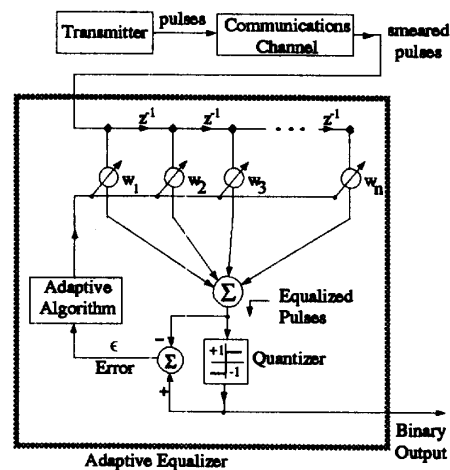 pulses
Transmitter
Communications
Channel
smeared
pulses
z⁻¹ z⁻¹ . . . z⁻¹
w₁ w₂ w₃ wₙ
Σ
Equalized
Pulses
Adaptive
Algorithm
ϵ
Error
− Σ +
+1 -1
Quantizer
Binary
Output
Adaptive Equalizer